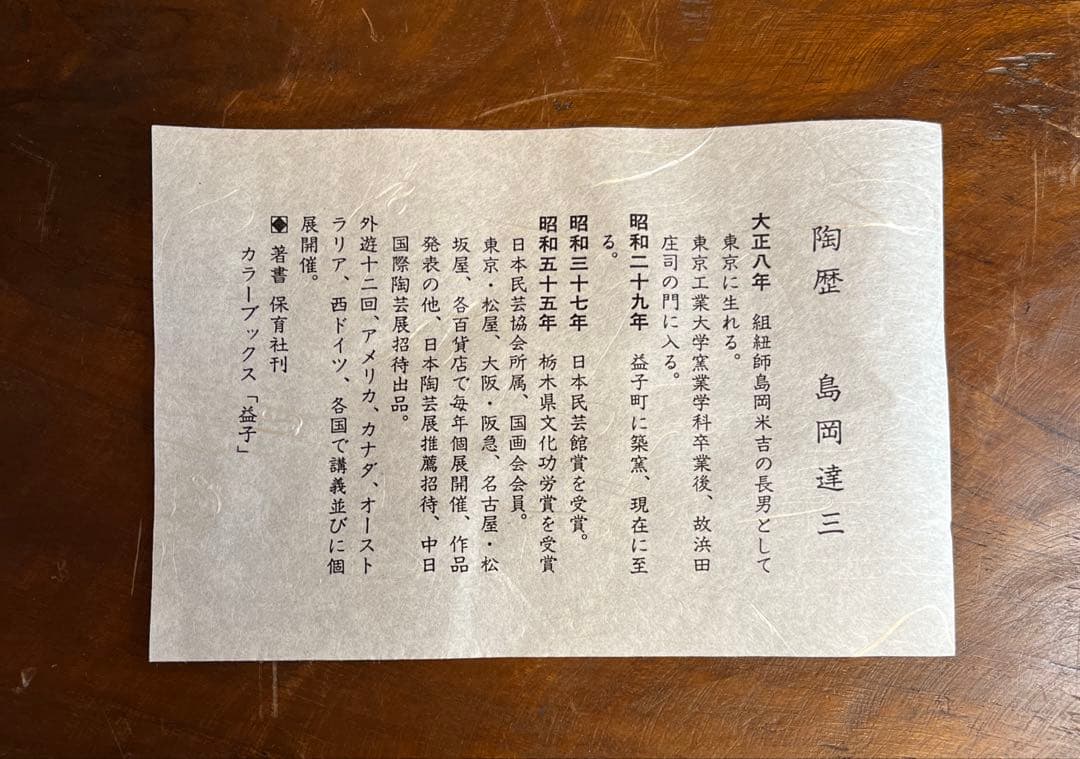 陶歴　島岡達三
大正八年　組紐師島岡米吉の長男として
東京に生れる。
東京工業大学窯業学科卒業後、故浜田
庄司の門に入る。
昭和二十九年　益子町に築窯、現在に至
る。
昭和三十七年　日本民芸館賞を受賞。
昭和五十五年　栃木県文化功労賞を受賞
日本民芸協会所属、国画会会員。
東京・松屋、大阪・阪急、名古屋・松
坂屋、各百貨店で毎年個展開催、作品
発表の他、日本陶芸展推薦招待、中日
国際陶芸展招待出品。
外遊十二回、アメリカ、カナダ、オースト
ラリア、西ドイツ、各国で講義並びに個
展開催。
◈ 著書 保育社刊
カラーブックス「益子」